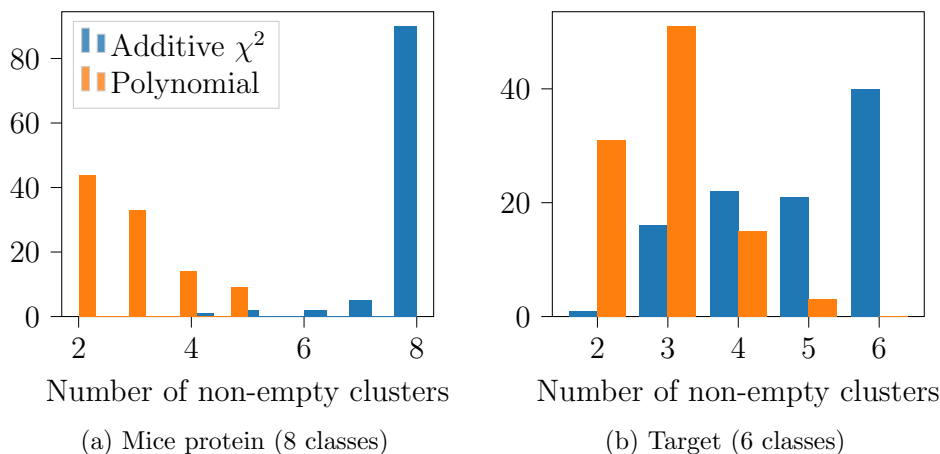 80
60
40
20
0
2 4 6 8
Additive χ²
Polynomial
Number of non-empty clusters
(a) Mice protein (8 classes)
40
20
0
2 3 4 5 6
Number of non-empty clusters
(b) Target (6 classes)